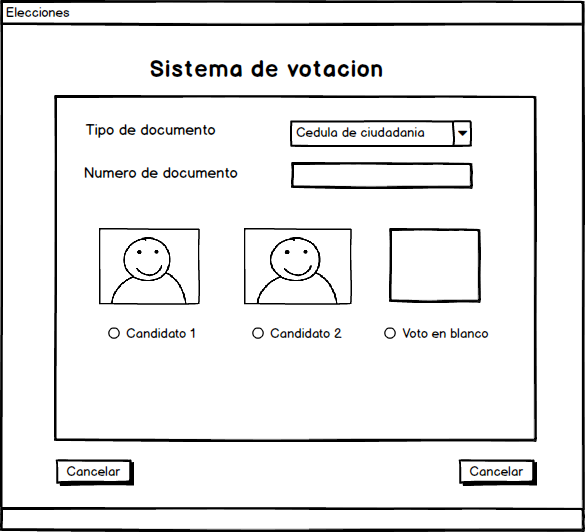 Elecciones
Sistema de votacion
Tipo de documento
Cedula de ciudadania
Numero de documento
Candidato 1
Candidato 2
Voto en blanco
Cancelar
Cancelar